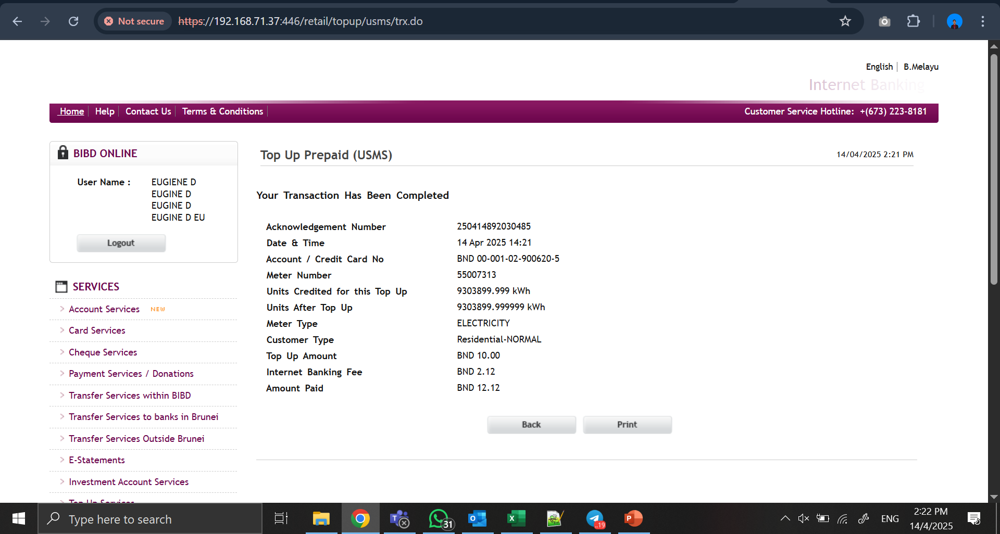 Not secure https://192.168.71.37:446/retail/topup/usms/trx.do
English B.Melayu
Internet Banking
Home Help Contact Us Terms & Conditions Customer Service Hotline: +(673) 223-8181
BIBD ONLINE
User Name : EUGIENE D
EUGINE D
EUGINE D
EUGINE D EU
Logout
SERVICES
Account Services NEW
Card Services
Cheque Services
Payment Services / Donations
Transfer Services within BIBD
Transfer Services to banks in Brunei
Transfer Services Outside Brunei
E-Statements
Investment Account Services
Top Up Services
Top Up Prepaid (USMS) 14/04/2025 2:21 PM
Your Transaction Has Been Completed
Acknowledgement Number 250414892030485
Date & Time 14 Apr 2025 14:21
Account / Credit Card No BND 00-001-02-900620-5
Meter Number 55007313
Units Credited for this Top Up 9303899.999 kWh
Units After Top Up 9303899.999999 kWh
Meter Type ELECTRICITY
Customer Type Residential-NORMAL
Top Up Amount BND 10.00
Internet Banking Fee BND 2.12
Amount Paid BND 12.12
Back Print
Type here to search 31 ..19 ENG 2:22 PM
14/4/2025